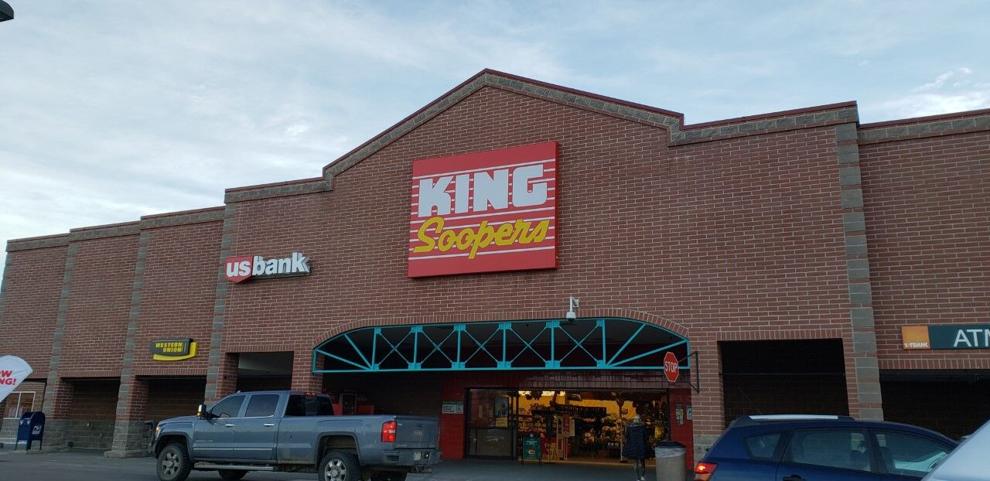 KING
Soopers
usbank
WESTERN
UNION
ATM
STOP